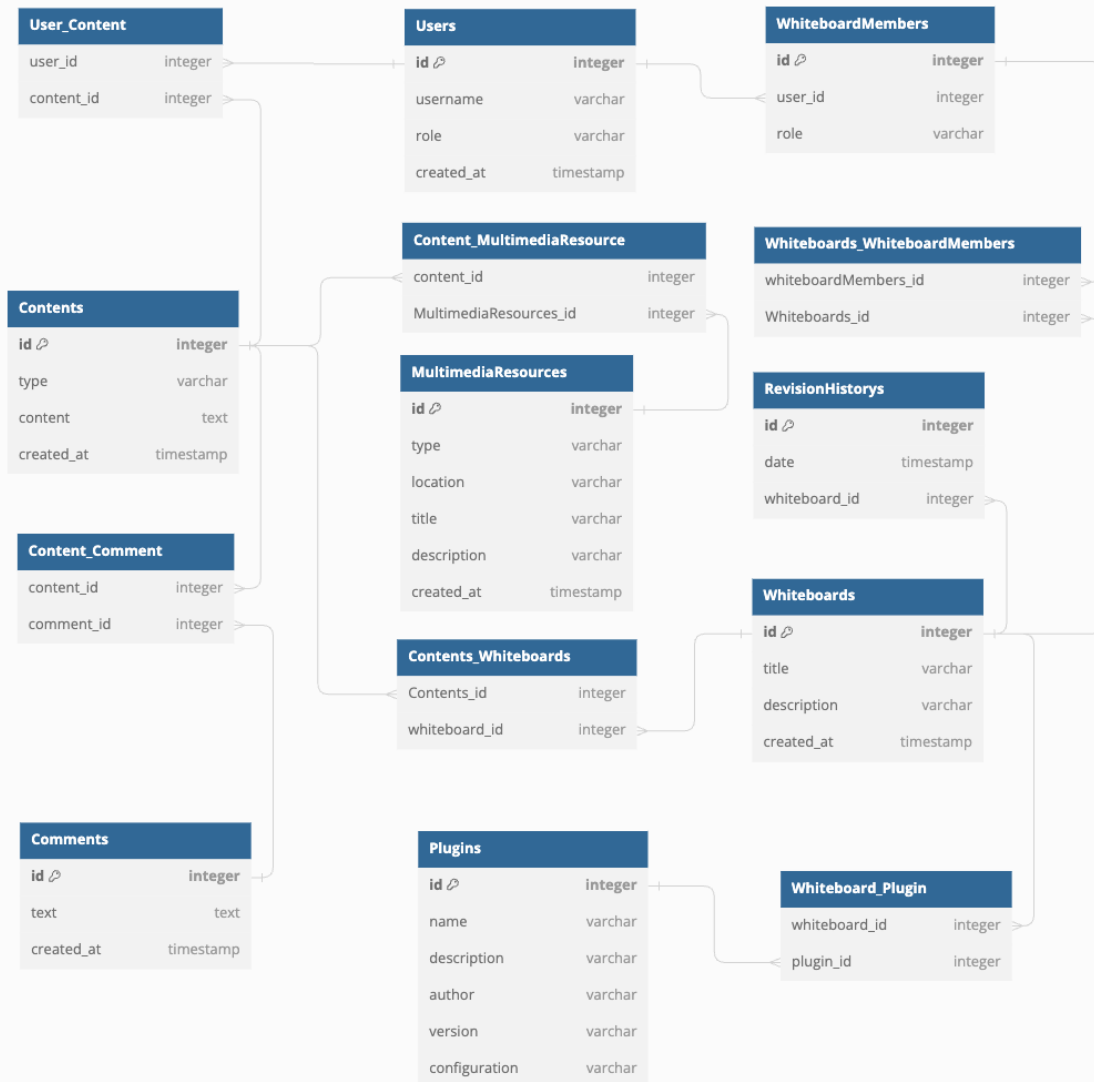 User_Content
user_id integer
content_id integer
Users
id integer
username varchar
role varchar
created_at timestamp
WhiteboardMembers
id integer
user_id integer
role varchar
Content_MultimediaResource
content_id integer
MultimediaResources_id integer
Whiteboards_WhiteboardMembers
whiteboardMembers_id integer
Whiteboards_id integer
Contents
id integer
type varchar
content text
created_at timestamp
MultimediaResources
id integer
type varchar
location varchar
title varchar
description varchar
created_at timestamp
RevisionHistorys
id integer
date timestamp
whiteboard_id integer
Content_Comment
content_id integer
comment_id integer
Contents_Whiteboards
Contents_id integer
whiteboard_id integer
Whiteboards
id integer
title varchar
description varchar
created_at timestamp
Comments
id integer
text text
created_at timestamp
Plugins
id integer
name varchar
description varchar
author varchar
version varchar
configuration varchar
Whiteboard_Plugin
whiteboard_id integer
plugin_id integer